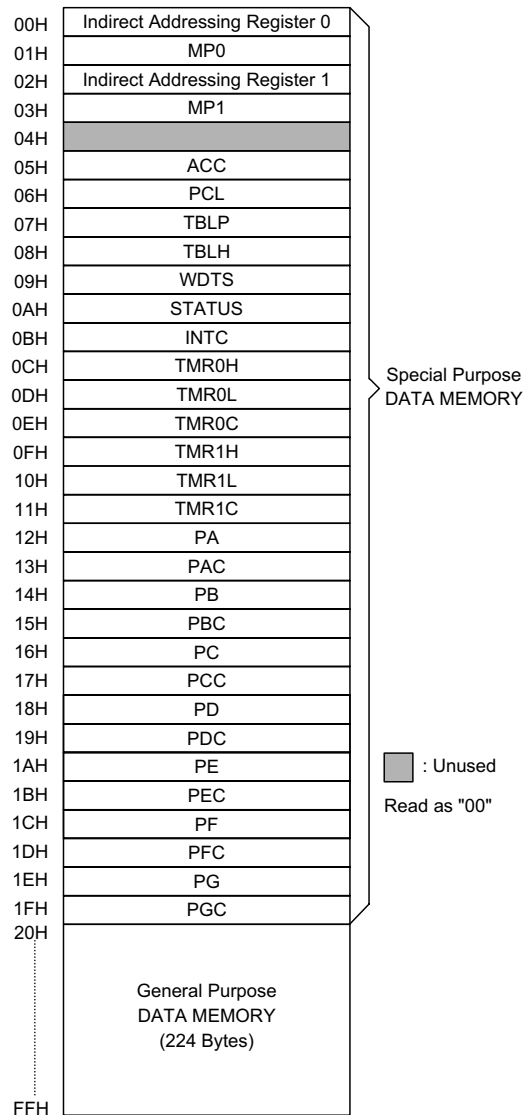 00H Indirect Addressing Register 0
01H MP0
02H Indirect Addressing Register 1
03H MP1
04H
05H ACC
06H PCL
07H TBLP
08H TBLH
09H WDTS
0AH STATUS
0BH INTC
0CH TMR0H
0DH TMR0L
0EH TMR0C
0FH TMR1H
10H TMR1L
11H TMR1C
12H PA
13H PAC
14H PB
15H PBC
16H PC
17H PCC
18H PD
19H PDC
1AH PE
1BH PEC
1CH PF
1DH PFC
1EH PG
1FH PGC
20H
General Purpose
DATA MEMORY
(224 Bytes)
FFH
Special Purpose
DATA MEMORY
: Unused
Read as "00"